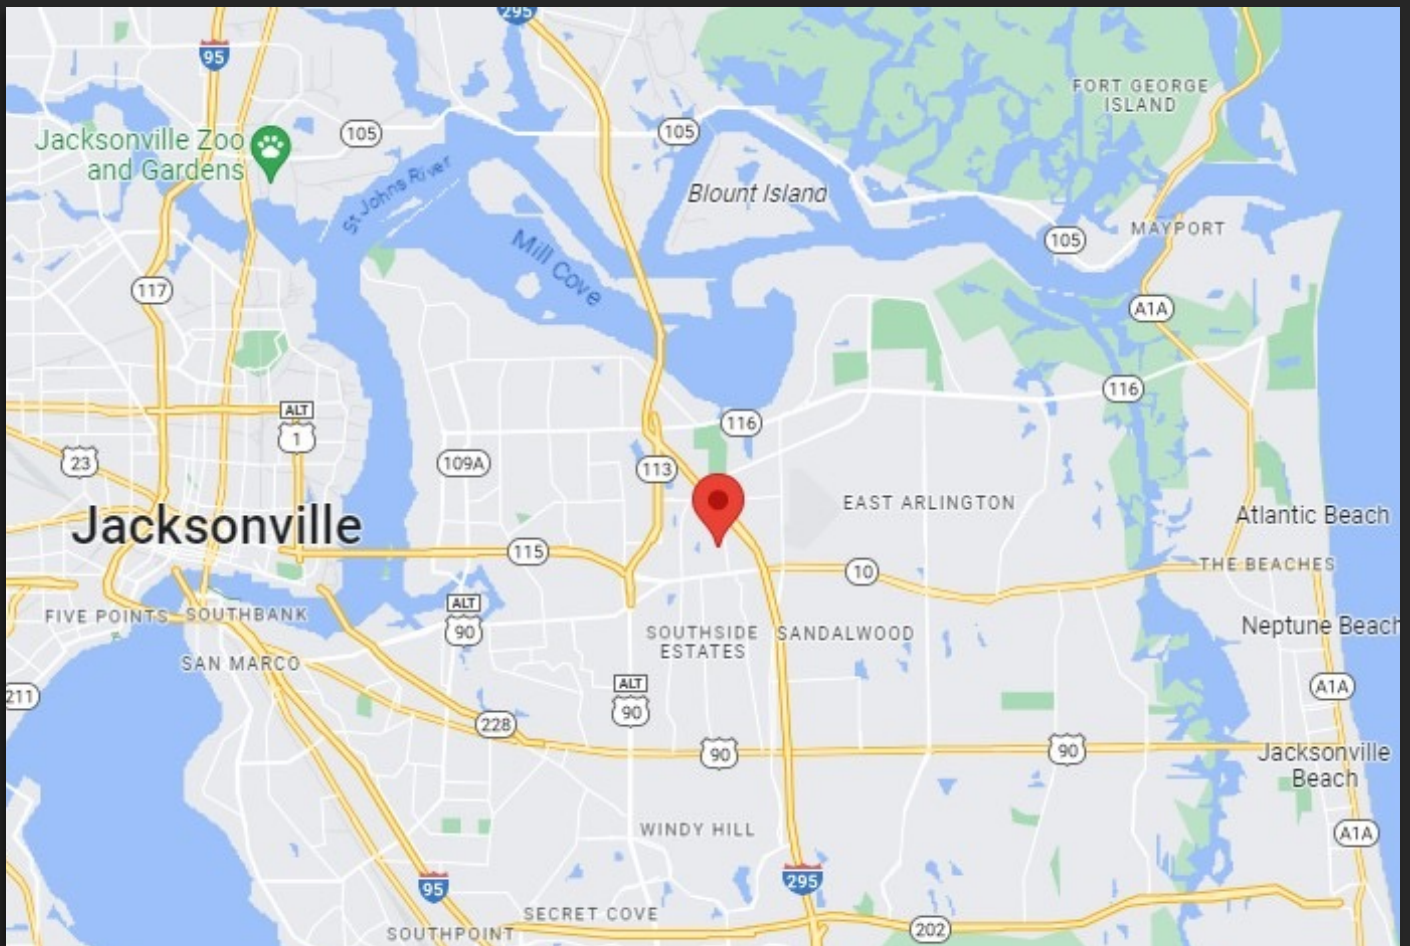 295
95
Jacksonville Zoo
and Gardens
105
105
FORT GEORGE
ISLAND
St Johns River
Blount Island
Mill Cove
105
MAYPORT
117
A1A
116
ALT
1
116
23
109A
113
EAST ARLINGTON
Atlantic Beach
Jacksonville
115
10
THE BEACHES
FIVE POINTS
SOUTHBANK
ALT
90
SOUTHSIDE
ESTATES
SANDALWOOD
Neptune Beach
SAN MARCO
211
ALT
90
A1A
228
90
90
Jacksonville
Beach
WINDY HILL
A1A
95
295
SECRET COVE
202
SOUTHPOINT